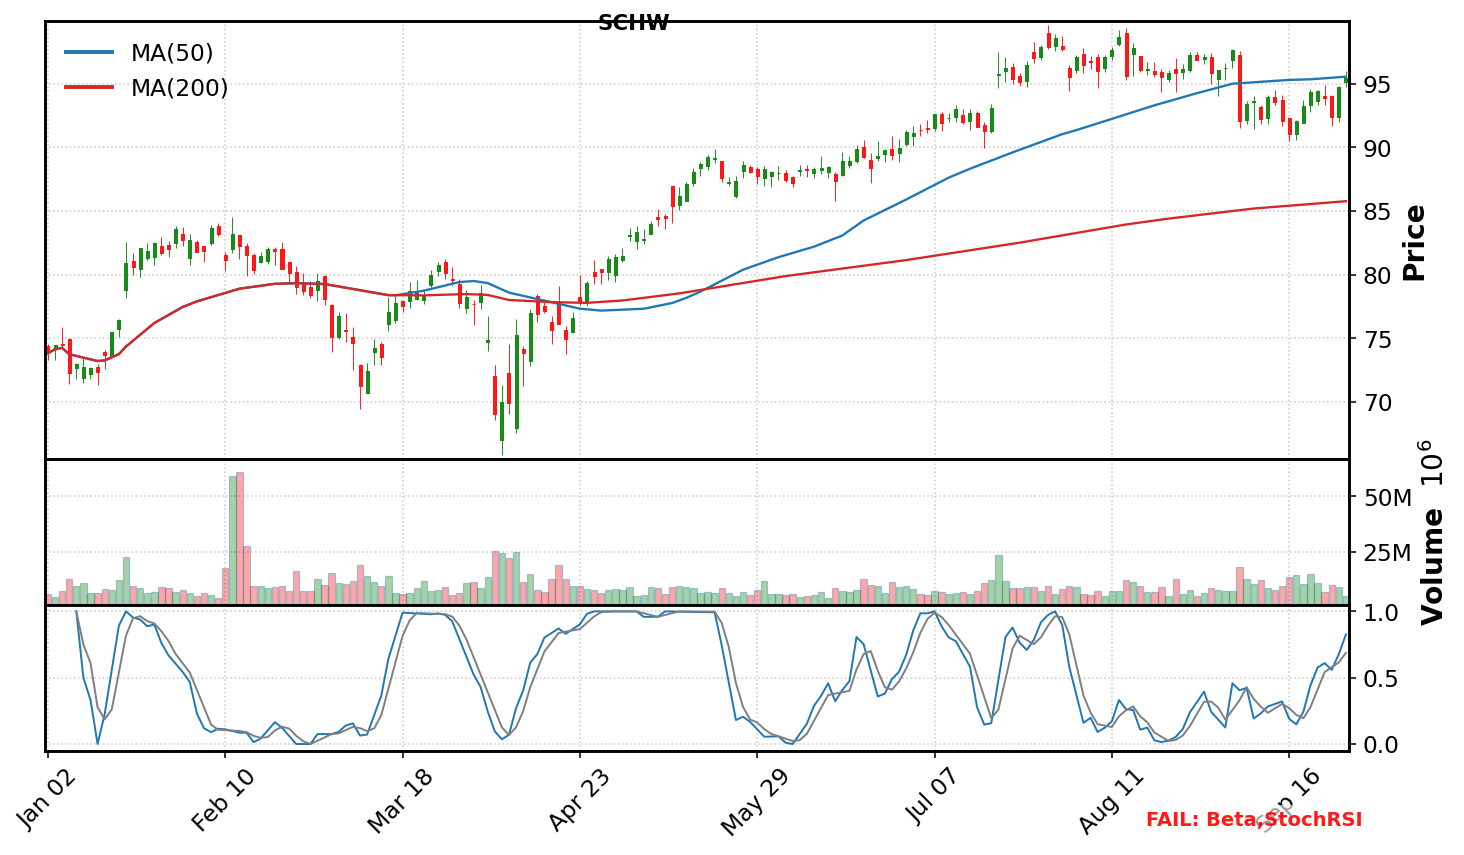 SCHW
MA(50)
MA(200)
95
90
85
80
75
70
Price
50M
25M
Volume 10^6
1.0
0.5
0.0
Jan 02
Feb 10
Mar 18
Apr 23
May 29
Jul 07
Aug 11
Sep 16
FAIL: Beta,StochRSI